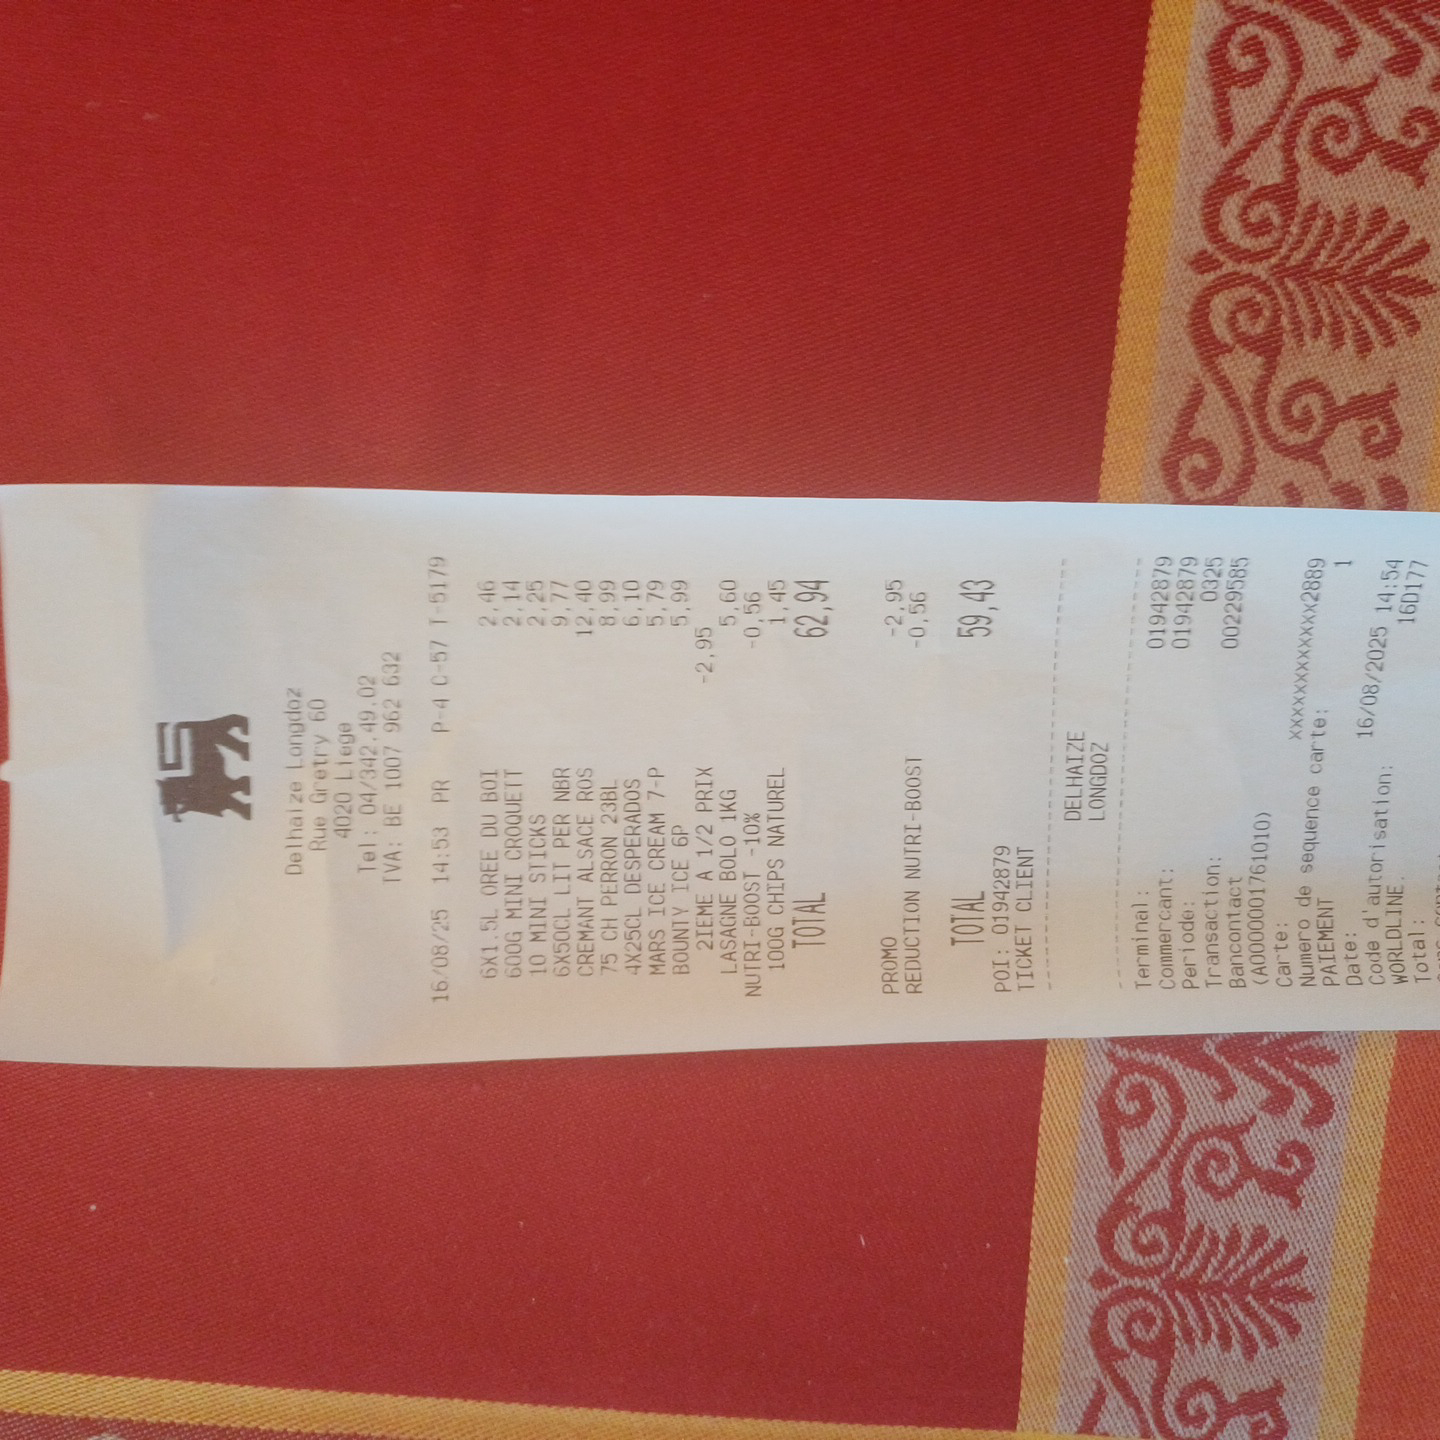 Delhaize Longdoz
Rue Gretry 60
4020 Liege
Tel : 04/342.49.02
TVA: BE 1007 962 632
16/08/25 14:53 PR P-4 C-57 T-5179
6X1.5L OREE DU BOI 2,46
600G MINI CROQUETT 2,14
10 MINI STICKS 2,25
6X50CL LIT PER NBR 9,77
CREMANT ALSACE ROS 12,40
75 CH PERRON 23BL 8,99
4X25CL DESPERADOS 6,10
MARS ICE CREAM 7-P 5,79
BOUNTY ICE 6P 5,99
2IEME A 1/2 PRIX -2,95
LASAGNE BOLO 1KG 5,60
NUTRI-BOOST -10% -0,56
100G CHIPS NATUREL 1,45
TOTAL 62,94
PROMO -2,95
REDUCTION NUTRI-BOOST -0,56
TOTAL 59,43
POI: 01942879
TICKET CLIENT
DELHAIZE
LONGDOZ
Terminal: 01942879
Commercant: 01942879
Periode: 0325
Transaction: 00229585
Bancontact
(A0000001761010)
Carte: xxxxxxxxxxxxx2889
Numero de sequence carte: 1
PAIEMENT
Date: 16/08/2025 14:54
Code d'autorisation: 16D177
WORLDLINE.
Total: